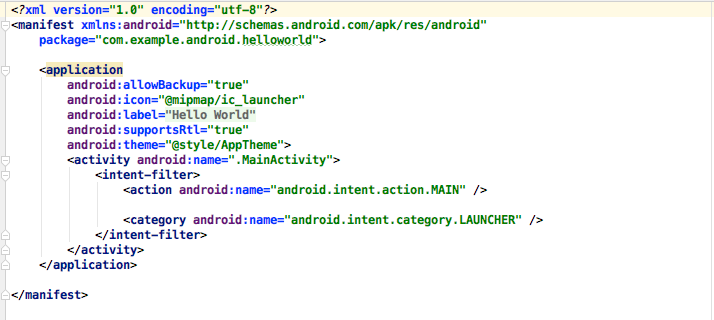 <?xml version="1.0" encoding="utf-8"?>
<manifest xmlns:android="http://schemas.android.com/apk/res/android"
    package="com.example.android.helloworld">

    <application
        android:allowBackup="true"
        android:icon="@mipmap/ic_launcher"
        android:label="Hello World"
        android:supportsRtl="true"
        android:theme="@style/AppTheme">
        <activity android:name=".MainActivity">
            <intent-filter>
                <action android:name="android.intent.action.MAIN" />

                <category android:name="android.intent.category.LAUNCHER" />
            </intent-filter>
        </activity>
    </application>

</manifest>